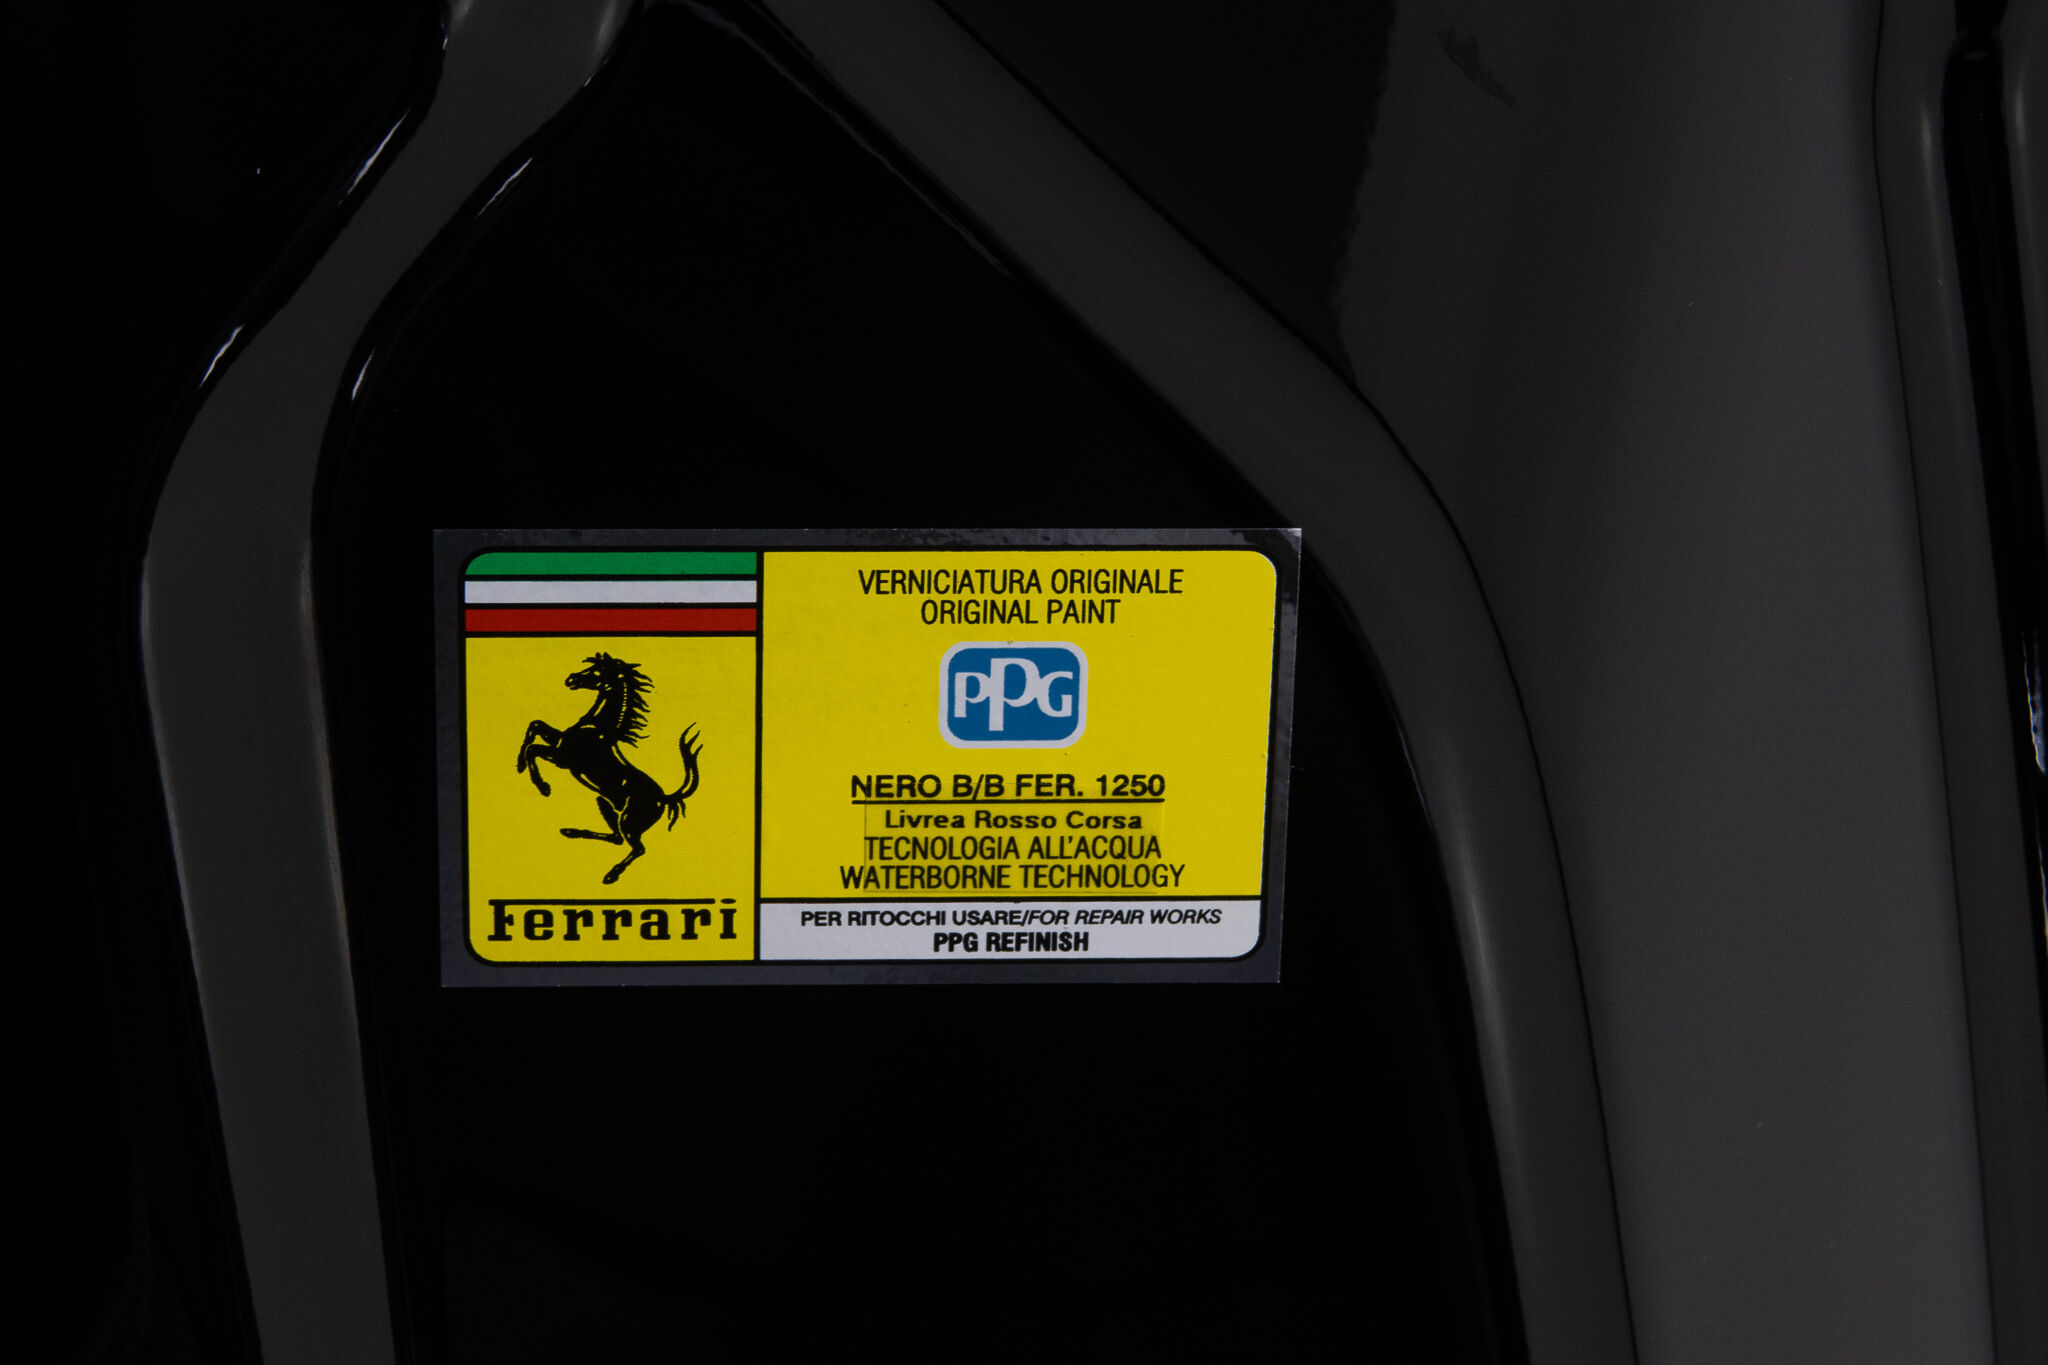 VERNICIATURA ORIGINALE
ORIGINAL PAINT
PPG
NERO B/B FER. 1250
Livrea Rosso Corsa
TECNOLOGIA ALL'ACQUA
WATERBORNE TECHNOLOGY
Ferrari
PER RITOCCHI USARE/FOR REPAIR WORKS
PPG REFINISH